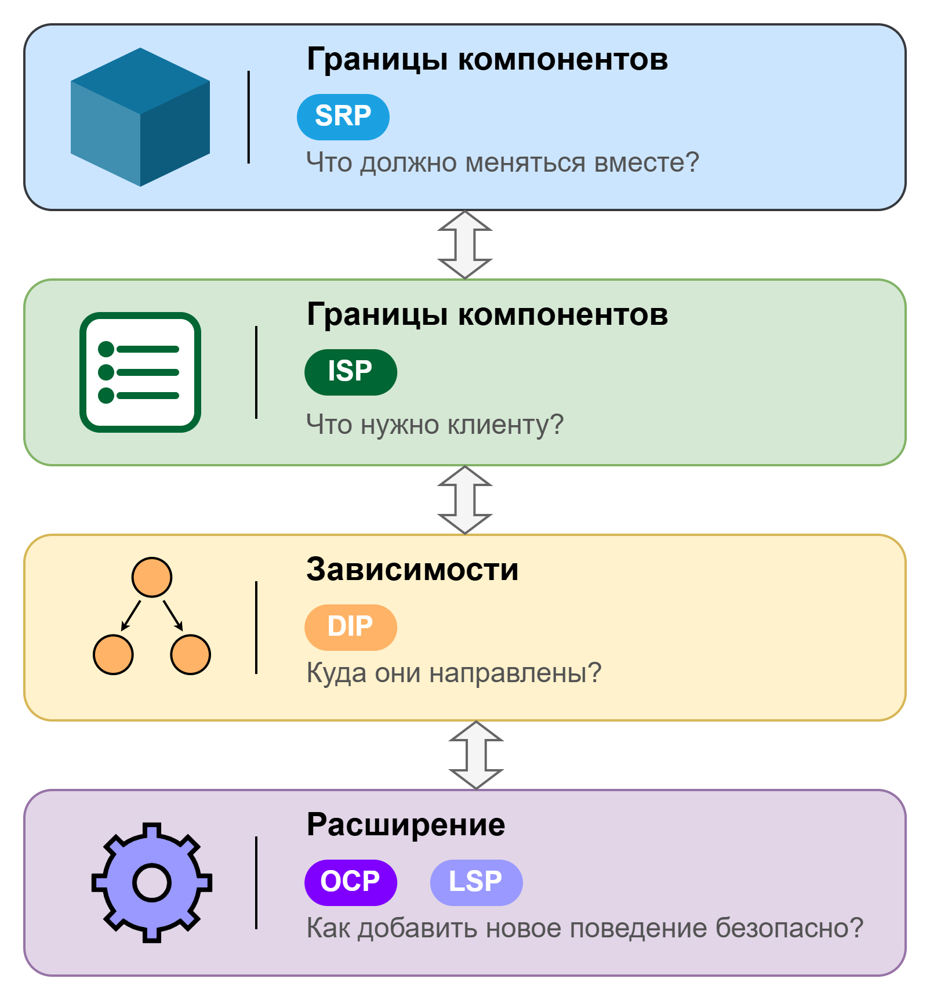 Границы компонентов
SRP
Что должно меняться вместе?
Границы компонентов
ISP
Что нужно клиенту?
Зависимости
DIP
Куда они направлены?
Расширение
OCP LSP
Как добавить новое поведение безопасно?